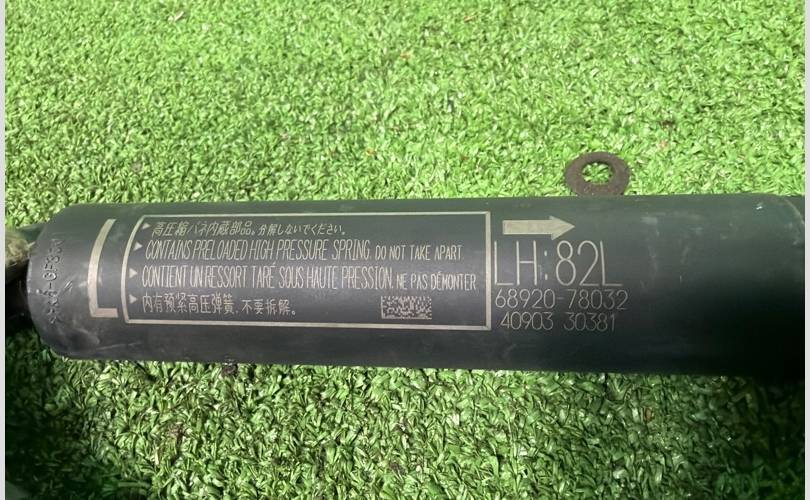 L
高圧縮バネ内蔵部品。分解しないでください。
CONTAINS PRELOADED HIGH PRESSURE SPRING. DO NOT TAKE APART
CONTIENT UN RESSORT TARÉ SOUS HAUTE PRESSION. NE PAS DÉMONTER
内有预紧高压弹簧.不要拆解。
LH:82L
68920-78032
40903 30381